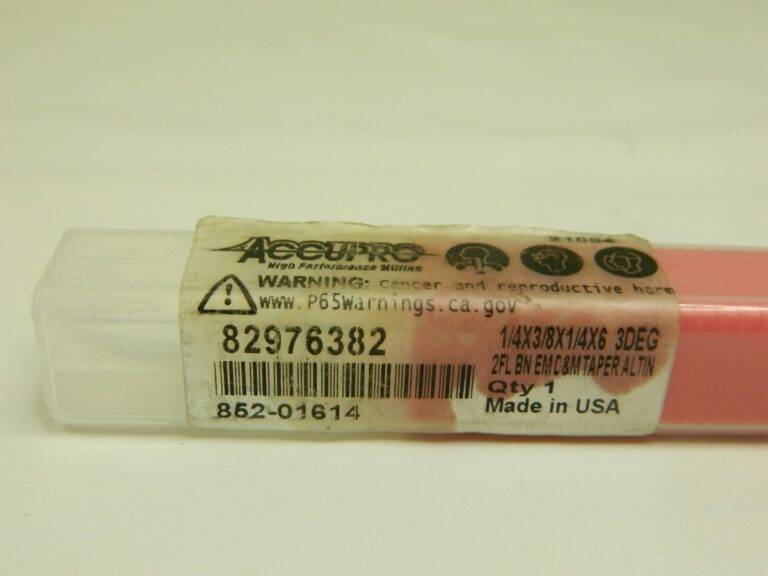 ACCUPRO
High Performance Milling
WARNING: cancer and reproductive harm
www.P65Warnings.ca.gov
82976382
852-01614
1/4X3/8X1/4X6 3DEG
2FL BN EM D&M TAPER ALTIN
Qty 1
Made in USA